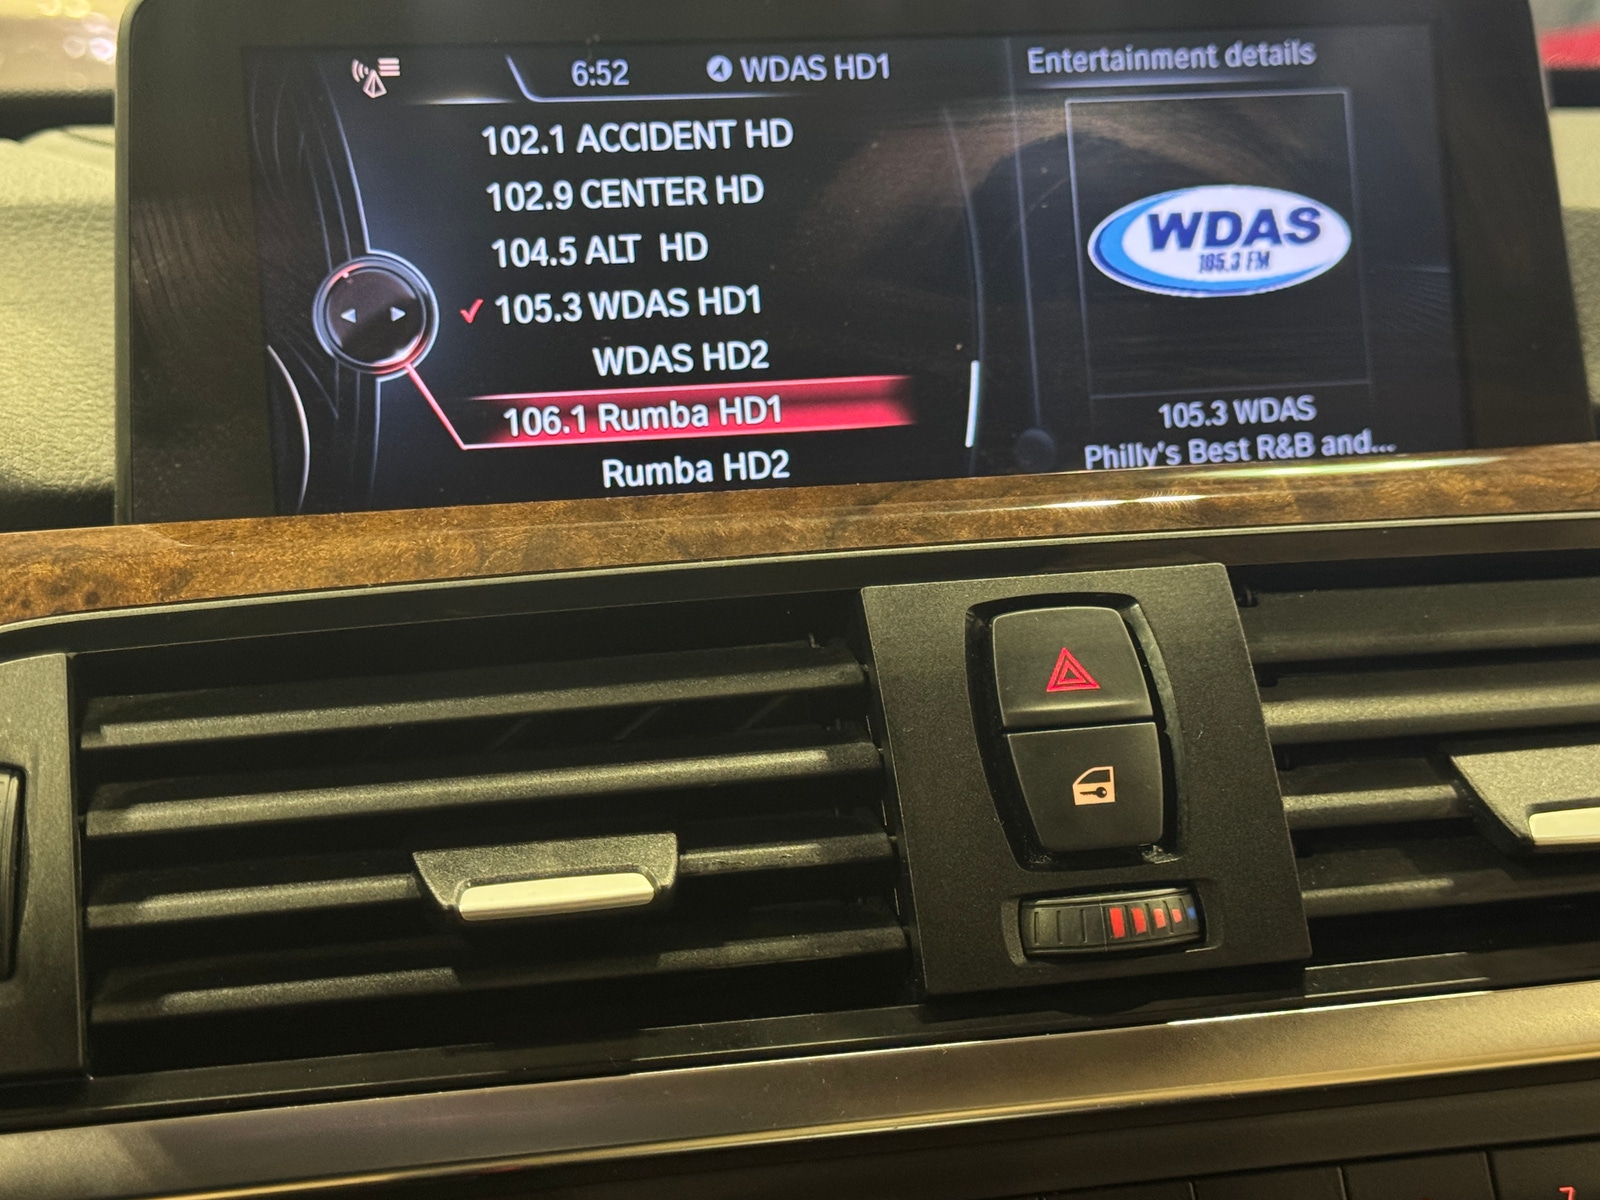 6:52
WDAS HD1
Entertainment details
102.1 ACCIDENT HD
102.9 CENTER HD
104.5 ALT HD
✓ 105.3 WDAS HD1
WDAS HD2
106.1 Rumba HD1
Rumba HD2
WDAS
105.3 FM
105.3 WDAS
Philly's Best R&B and...
7